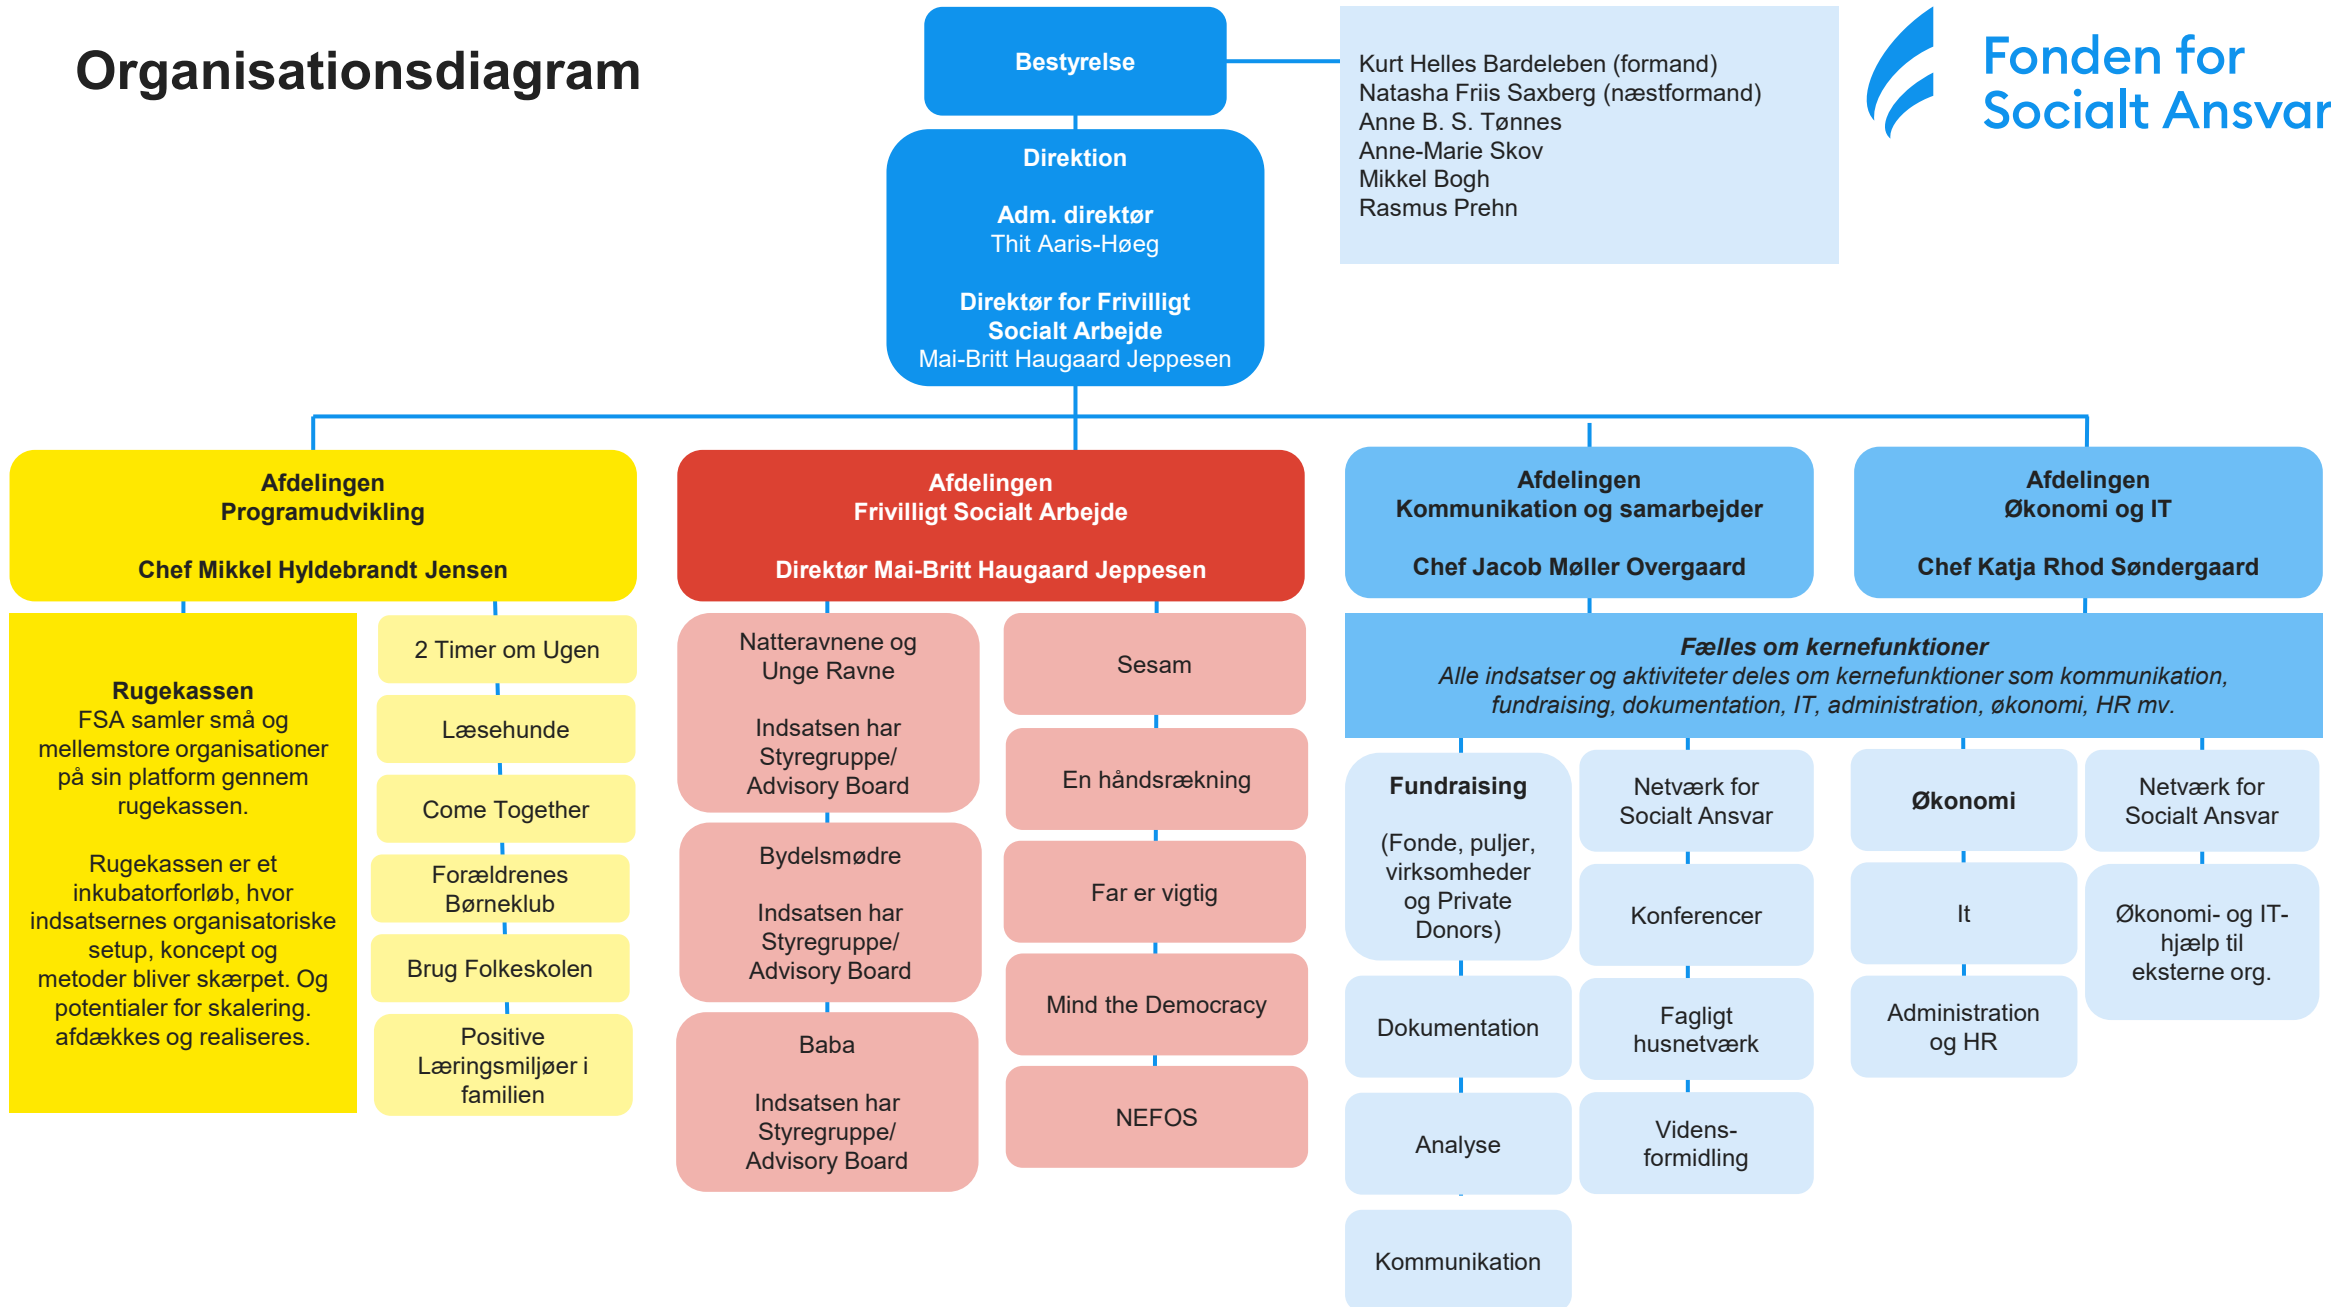 Organisationsdiagram
Bestyrelse
Kurt Helles Bardeleben (formand)
Natasha Friis Saxberg (næstformand)
Anne B. S. Tønnes
Anne-Marie Skov
Mikkel Bogh
Rasmus Prehn
Fonden for
Socialt Ansvar
Direktion
Adm. direktør
Thit Aaris-Høeg
Direktør for Frivilligt
Socialt Arbejde
Mai-Britt Haugaard Jeppesen
Afdelingen
Programudvikling
Chef Mikkel Hyldebrandt Jensen
Rugekassen
FSA samler små og
mellemstore organisationer
på sin platform gennem
rugekassen.
Rugekassen er et
inkubatorforløb, hvor
indsatsernes organisatoriske
setup, koncept og
metoder bliver skærpet. Og
potentialer for skalering.
afdækkes og realiseres.
2 Timer om Ugen
Læsehunde
Come Together
Forældrenes
Børneklub
Brug Folkeskolen
Positive
Læringsmiljøer i
familien
Afdelingen
Frivilligt Socialt Arbejde
Direktør Mai-Britt Haugaard Jeppesen
Natteravnene og
Unge Ravne
Indsatsen har
Styregruppe/
Advisory Board
Bydelsmødre
Indsatsen har
Styregruppe/
Advisory Board
Baba
Indsatsen har
Styregruppe/
Advisory Board
Sesam
En håndsrækning
Far er vigtig
Mind the Democracy
NEFOS
Afdelingen
Kommunikation og samarbejder
Chef Jacob Møller Overgaard
Afdelingen
Økonomi og IT
Chef Katja Rhod Søndergaard
Fælles om kernefunktioner
Alle indsatser og aktiviteter deles om kernefunktioner som kommunikation,
fundraising, dokumentation, IT, administration, økonomi, HR mv.
Fundraising
(Fonde, puljer,
virksomheder
og Private
Donors)
Dokumentation
Analyse
Kommunikation
Netværk for
Socialt Ansvar
Konferencer
Fagligt
husnetværk
Videns-
formidling
Økonomi
It
Administration
og HR
Netværk for
Socialt Ansvar
Økonomi- og IT-
hjælp til
eksterne org.